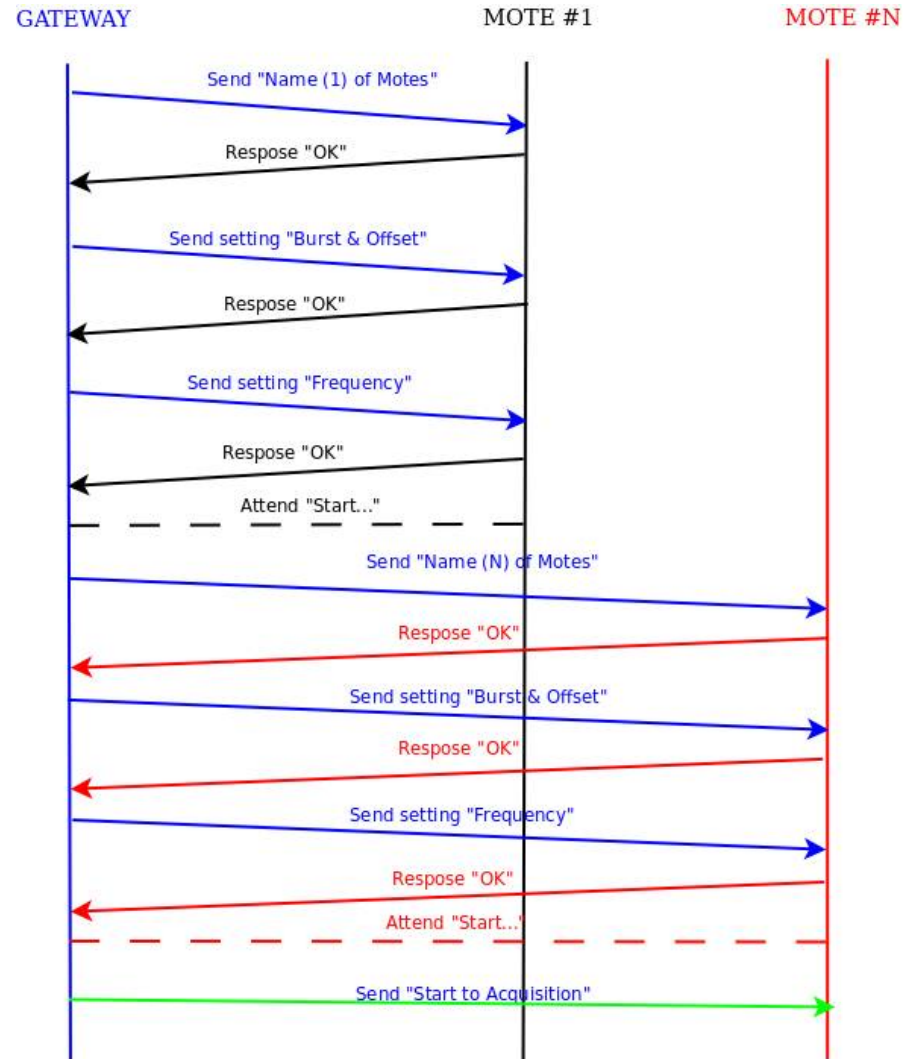 GATEWAY MOTE #1 MOTE #N
Send "Name (1) of Motes"
Respose "OK"
Send setting "Burst & Offset"
Respose "OK"
Send setting "Frequency"
Respose "OK"
Attend "Start..."
Send "Name (N) of Motes"
Respose "OK"
Send setting "Burst & Offset"
Respose "OK"
Send setting "Frequency"
Respose "OK"
Attend "Start..."
Send "Start to Acquisition"